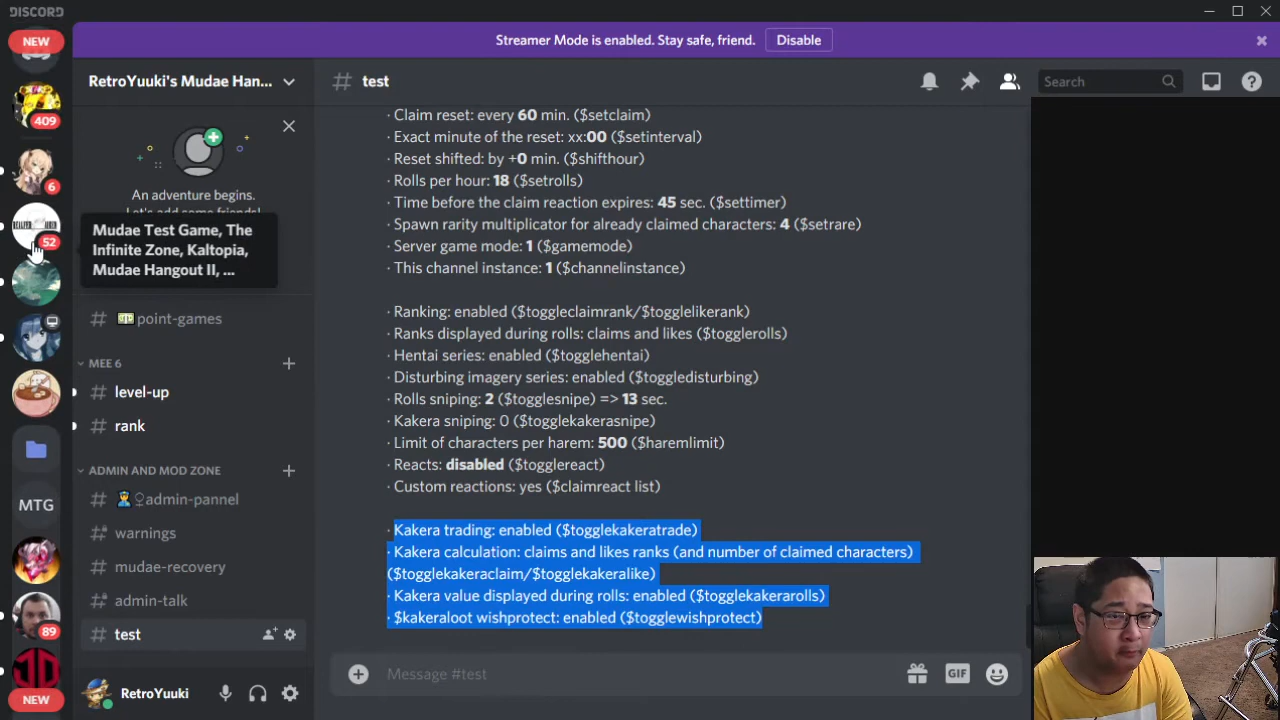 DISCORD
NEW
Streamer Mode is enabled. Stay safe, friend.
Disable
409
6
52
MTG
89
NEW
RetroYuuki's Mudae Han...
An adventure begins.
Let's add some friends!
Mudae Test Game, The
Infinite Zone, Kaltopia,
Mudae Hangout II, ...
point-games
MEE 6
level-up
rank
ADMIN AND MOD ZONE
admin-pannel
warnings
mudae-recovery
admin-talk
test
RetroYuuki
# test
Search
· Claim reset: every 60 min. ($setclaim)
· Exact minute of the reset: xx:00 ($setinterval)
· Reset shifted: by +0 min. ($shifthour)
· Rolls per hour: 18 ($setrolls)
· Time before the claim reaction expires: 45 sec. ($settimer)
· Spawn rarity multiplicator for already claimed characters: 4 ($setrare)
· Server game mode: 1 ($gamemode)
· This channel instance: 1 ($channelinstance)
· Ranking: enabled ($toggleclaimrank/$togglelikerank)
· Ranks displayed during rolls: claims and likes ($togglerolls)
· Hentai series: enabled ($togglehentai)
· Disturbing imagery series: enabled ($toggledisturbing)
· Rolls sniping: 2 ($togglesnipe) => 13 sec.
· Kakera sniping: 0 ($togglekakerasnipe)
· Limit of characters per harem: 500 ($haremlimit)
· Reacts: disabled ($togglereact)
· Custom reactions: yes ($claimreact list)
· Kakera trading: enabled ($togglekakeratrade)
· Kakera calculation: claims and likes ranks (and number of claimed characters)
($togglekakeraclaim/$togglekakeralike)
· Kakera value displayed during rolls: enabled ($togglekakerarolls)
· $kakeraloot wishprotect: enabled ($togglewishprotect)
Message #test
GIF